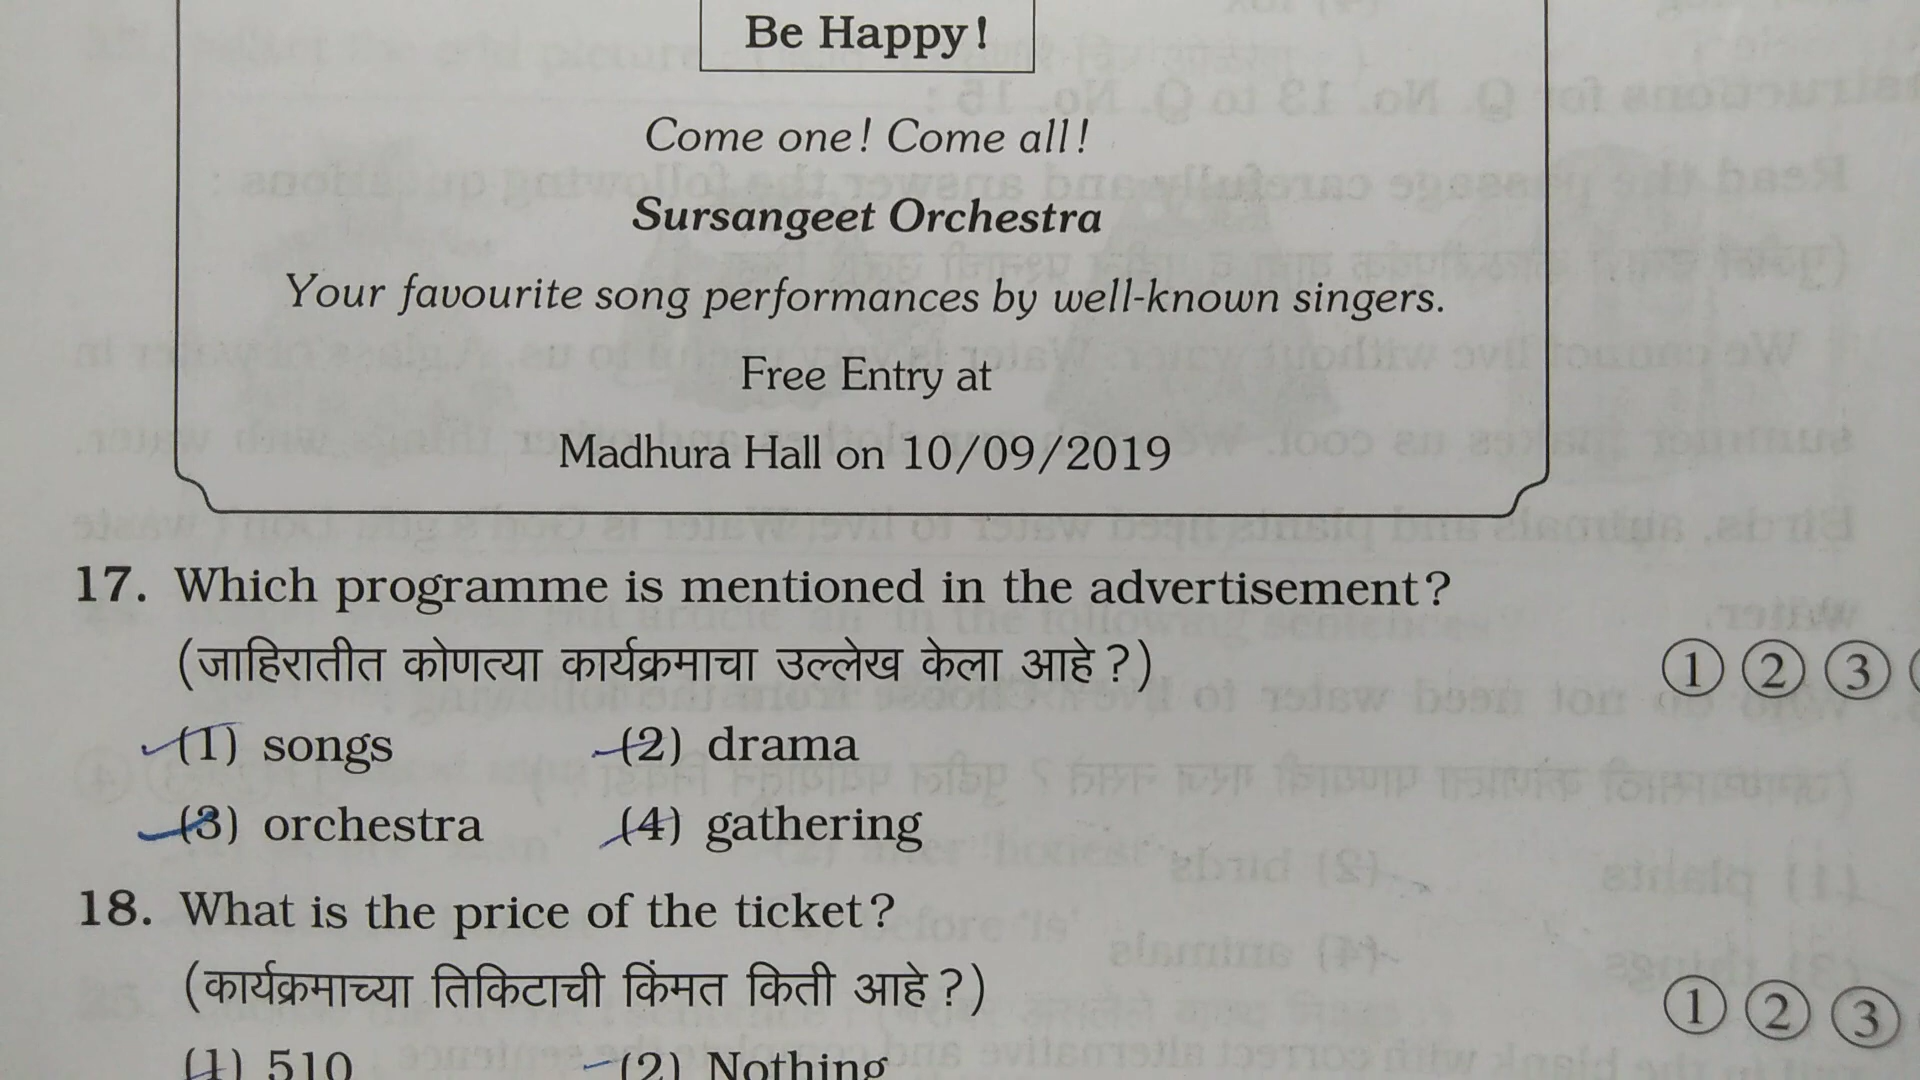 Be Happy!
Come one! Come all!
Sursangeet Orchestra
Your favourite song performances by well-known singers.
Free Entry at
Madhura Hall on 10/09/2019
17. Which programme is mentioned in the advertisement?
(जाहिरातीत कोणत्या कार्यक्रमाचा उल्लेख केला आहे?) 1 2 3
(1) songs (2) drama
(3) orchestra (4) gathering
18. What is the price of the ticket?
(कार्यक्रमाच्या तिकिटाची किंमत किती आहे?) 1 2 3
(1) 510 (2) Nothing